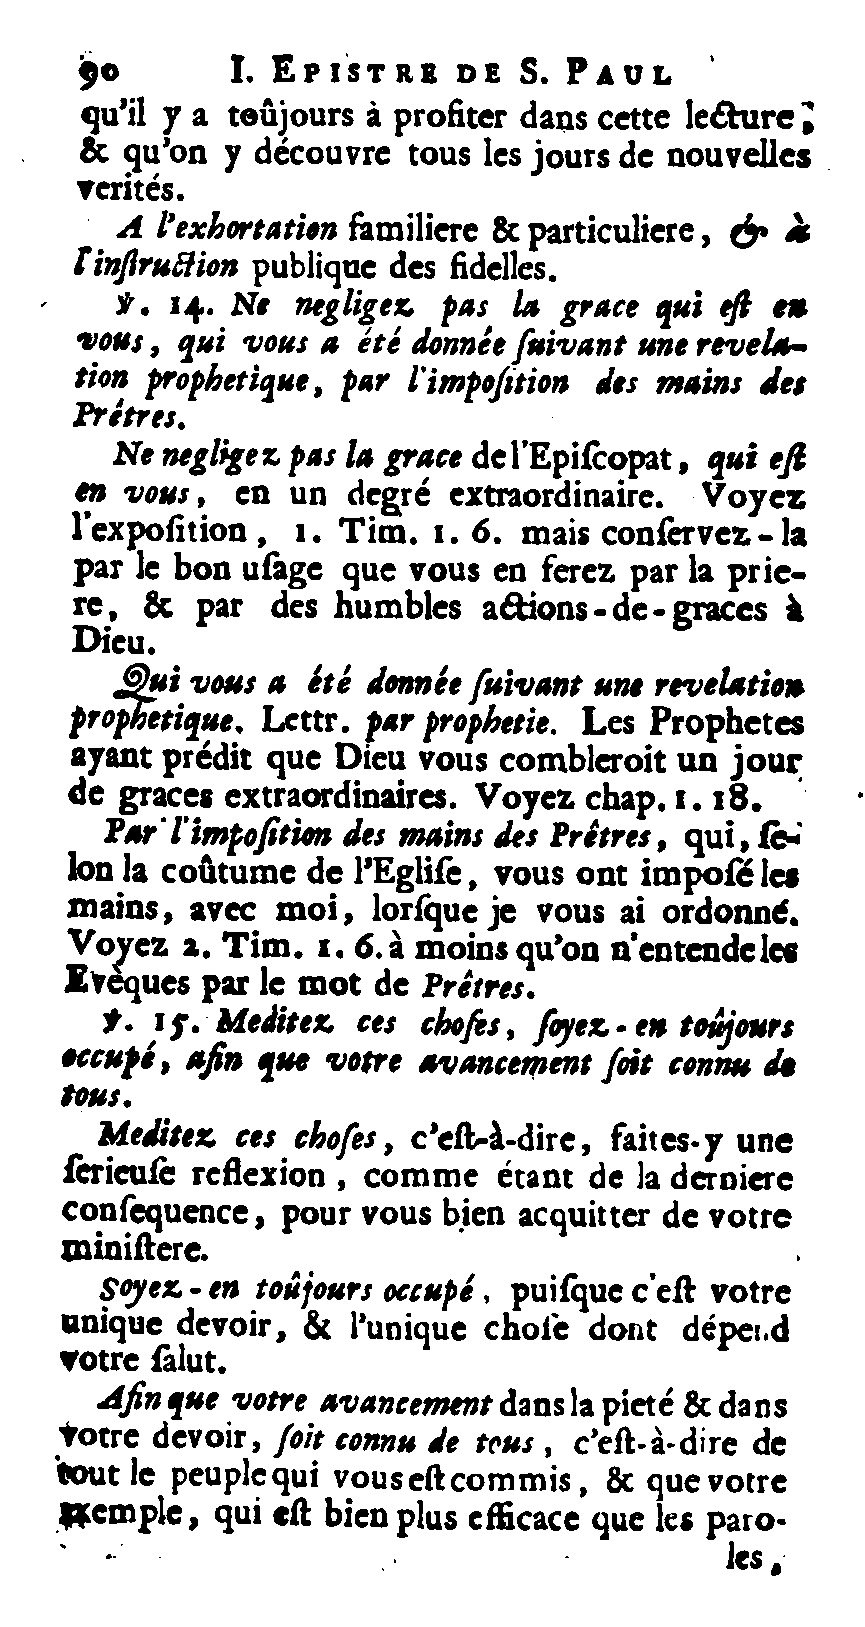 90 I. EPISTRE DE S. PAUL
qu'il y a toûjours à profiter dans cette lecture;
& qu'on y découvre tous les jours de nouvelles
verités.
A l'exhortation familiere & particuliere, & à
l'inſtruction publique des fidelles.
℣. 14. Ne negligez pas la grace qui eſt en
vous, qui vous a été donnée ſuivant une revela-
tion prophetique, par l'impoſition des mains des
Prêtres.
Ne negligez pas la grace de l'Epiſcopat, qui eſt
en vous, en un degré extraordinaire. Voyez
l'expoſition, 1. Tim. 1. 6. mais conſervez-la
par le bon uſage que vous en ferez par la prie-
re, & par des humbles actions-de-graces à
Dieu.
Qui vous a été donnée ſuivant une revelation
prophetique. Lettr. par prophetie. Les Prophetes
ayant prédit que Dieu vous combleroit un jour
de graces extraordinaires. Voyez chap. 1. 18.
Par l'impoſition des mains des Prêtres, qui, ſe-
lon la coûtume de l'Egliſe, vous ont impoſé les
mains, avec moi, lorſque je vous ai ordonné.
Voyez 2. Tim. 1. 6. à moins qu'on n'entende les
Evèques par le mot de Prêtres.
℣. 15. Meditez ces choſes, ſoyez-en toûjours
occupé, afin que votre avancement ſoit connu de
tous.
Meditez ces choſes, c'eſt-à-dire, faites-y une
ſerieuſe reflexion, comme étant de la derniere
conſequence, pour vous bien acquitter de votre
miniſtere.
Soyez-en toûjours occupé, puiſque c'eſt votre
unique devoir, & l'unique choſe dont dépend
votre ſalut.
Afin que votre avancement dans la pieté & dans
votre devoir, ſoit connu de tous, c'eſt-à-dire de
tout le peuple qui vous eſt commis, & que votre
exemple, qui eſt bien plus efficace que les paro-
les,